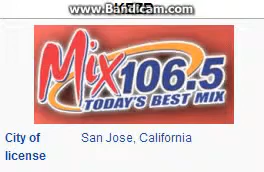 www.Bandicam.com
Mix 106.5
TODAY'S BEST MIX
City of license
San Jose, California